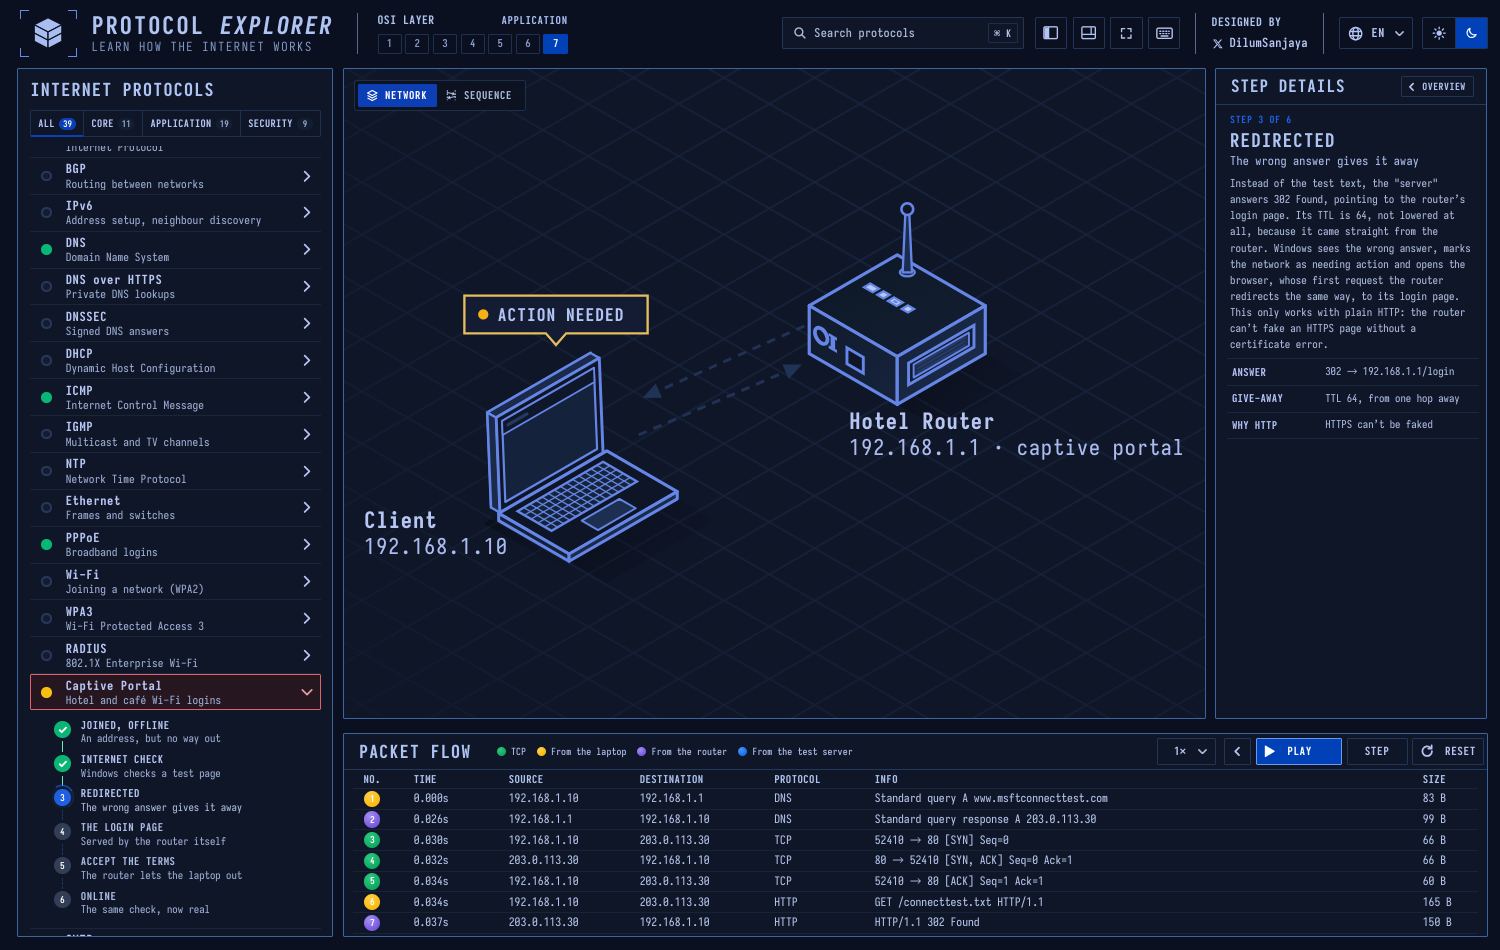 PROTOCOL EXPLORER
LEARN HOW THE INTERNET WORKS
OSI LAYER APPLICATION
1 2 3 4 5 6 7
Search protocols ⌘ K
DESIGNED BY
DilumSanjaya
EN
INTERNET PROTOCOLS
ALL 39 CORE 11 APPLICATION 19 SECURITY 9
Internet Protocol
BGP
Routing between networks
IPv6
Address setup, neighbour discovery
DNS
Domain Name System
DNS over HTTPS
Private DNS lookups
DNSSEC
Signed DNS answers
DHCP
Dynamic Host Configuration
ICMP
Internet Control Message
IGMP
Multicast and TV channels
NTP
Network Time Protocol
Ethernet
Frames and switches
PPPoE
Broadband logins
Wi-Fi
Joining a network (WPA2)
WPA3
Wi-Fi Protected Access 3
RADIUS
802.1X Enterprise Wi-Fi
Captive Portal
Hotel and café Wi-Fi logins
JOINED, OFFLINE
An address, but no way out
INTERNET CHECK
Windows checks a test page
3 REDIRECTED
The wrong answer gives it away
4 THE LOGIN PAGE
Served by the router itself
5 ACCEPT THE TERMS
The router lets the laptop out
6 ONLINE
The same check, now real
NETWORK SEQUENCE
ACTION NEEDED
Hotel Router
192.168.1.1 · captive portal
Client
192.168.1.10
STEP DETAILS OVERVIEW
STEP 3 OF 6
REDIRECTED
The wrong answer gives it away
Instead of the test text, the "server"
answers 302 Found, pointing to the router's
login page. Its TTL is 64, not lowered at
all, because it came straight from the
router. Windows sees the wrong answer, marks
the network as needing action and opens the
browser, whose first request the router
redirects the same way, to its login page.
This only works with plain HTTP: the router
can't fake an HTTPS page without a
certificate error.
ANSWER 302 → 192.168.1.1/login
GIVE-AWAY TTL 64, from one hop away
WHY HTTP HTTPS can't be faked
PACKET FLOW TCP From the laptop From the router From the test server 1× PLAY STEP RESET
NO. TIME SOURCE DESTINATION PROTOCOL INFO SIZE
1 0.000s 192.168.1.10 192.168.1.1 DNS Standard query A www.msftconnecttest.com 83 B
2 0.026s 192.168.1.1 192.168.1.10 DNS Standard query response A 203.0.113.30 99 B
3 0.030s 192.168.1.10 203.0.113.30 TCP 52410 → 80 [SYN] Seq=0 66 B
4 0.032s 203.0.113.30 192.168.1.10 TCP 80 → 52410 [SYN, ACK] Seq=0 Ack=1 66 B
5 0.034s 192.168.1.10 203.0.113.30 TCP 52410 → 80 [ACK] Seq=1 Ack=1 60 B
6 0.034s 192.168.1.10 203.0.113.30 HTTP GET /connecttest.txt HTTP/1.1 165 B
7 0.037s 203.0.113.30 192.168.1.10 HTTP HTTP/1.1 302 Found 150 B